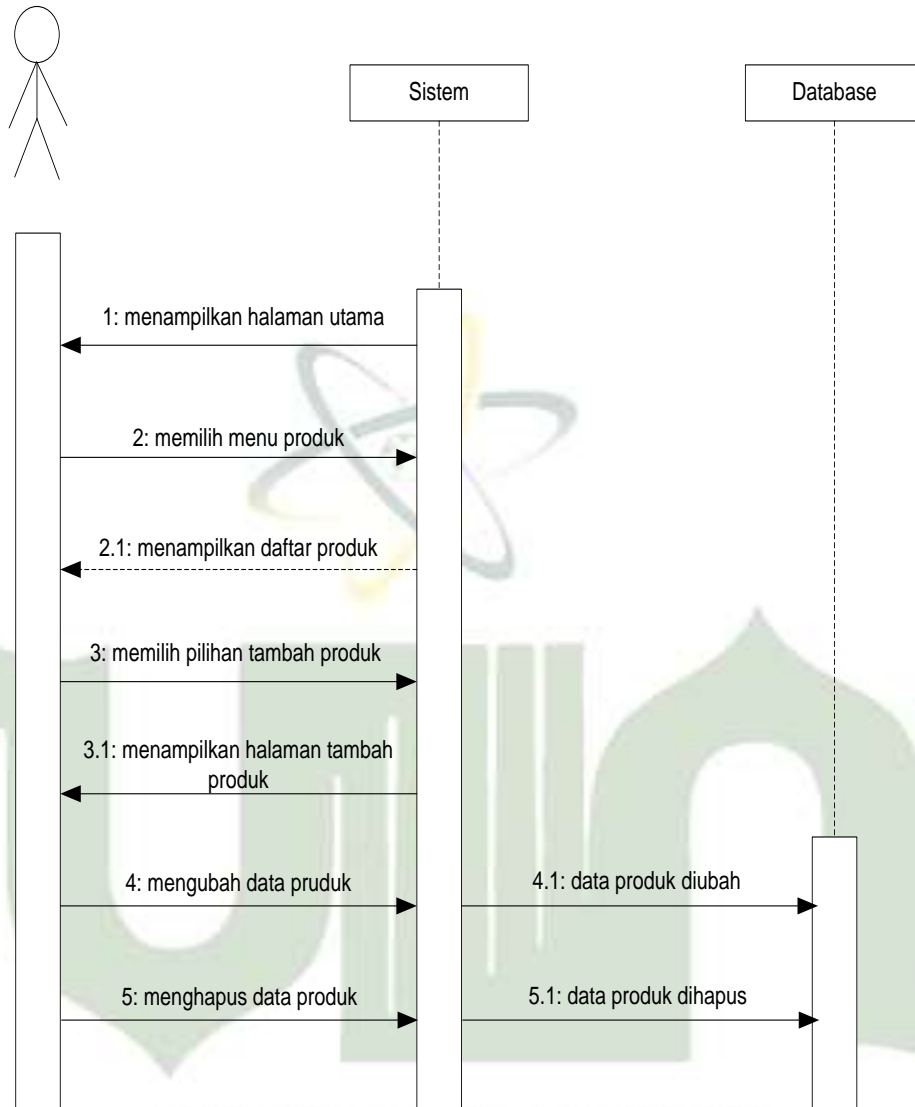 Sistem
Database
1: menampilkan halaman utama
2: memilih menu produk
2.1: menampilkan daftar produk
3: memilih pilihan tambah produk
3.1: menampilkan halaman tambah
produk
4: mengubah data pruduk
4.1: data produk diubah
5: menghapus data produk
5.1: data produk dihapus